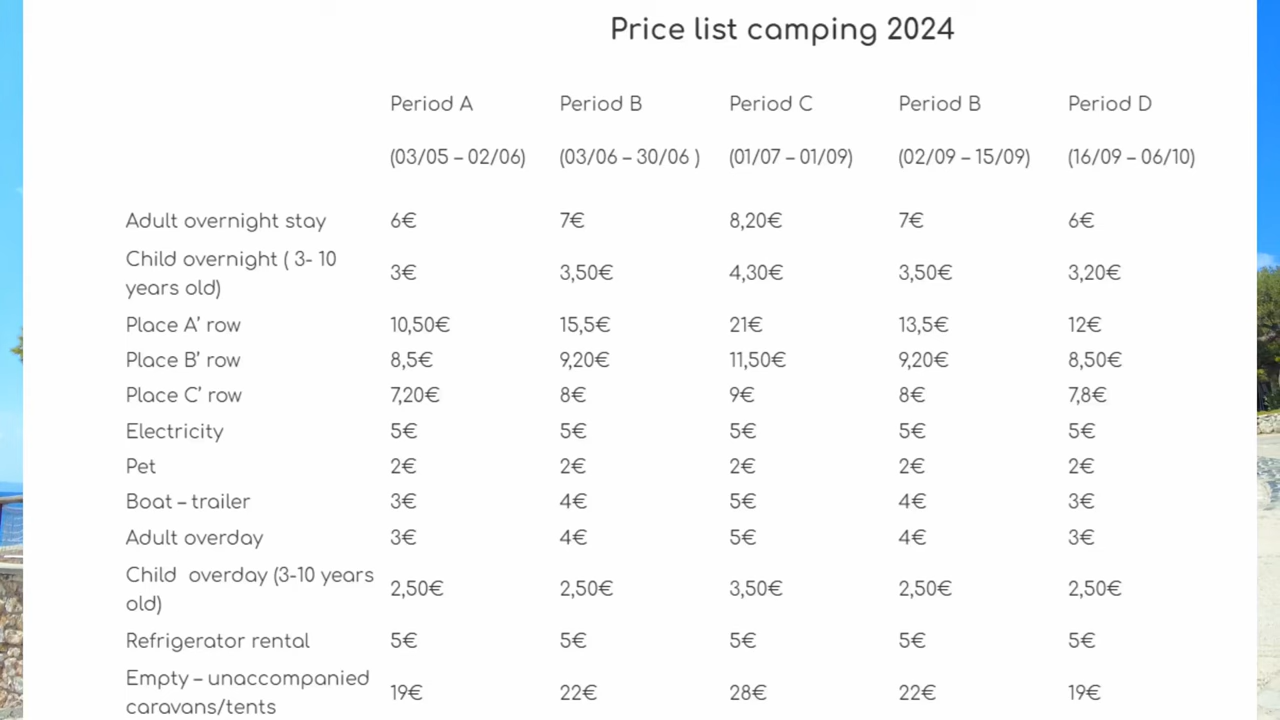 Price list camping 2024
Period A Period B Period C Period B Period D
(03/05 – 02/06) (03/06 – 30/06 ) (01/07 – 01/09) (02/09 – 15/09) (16/09 – 06/10)
Adult overnight stay 6€ 7€ 8,20€ 7€ 6€
Child overnight ( 3- 10
years old) 3€ 3,50€ 4,30€ 3,50€ 3,20€
Place A’ row 10,50€ 15,5€ 21€ 13,5€ 12€
Place B’ row 8,5€ 9,20€ 11,50€ 9,20€ 8,50€
Place C’ row 7,20€ 8€ 9€ 8€ 7,8€
Electricity 5€ 5€ 5€ 5€ 5€
Pet 2€ 2€ 2€ 2€ 2€
Boat – trailer 3€ 4€ 5€ 4€ 3€
Adult overday 3€ 4€ 5€ 4€ 3€
Child overday (3-10 years
old) 2,50€ 2,50€ 3,50€ 2,50€ 2,50€
Refrigerator rental 5€ 5€ 5€ 5€ 5€
Empty – unaccompanied
caravans/tents 19€ 22€ 28€ 22€ 19€